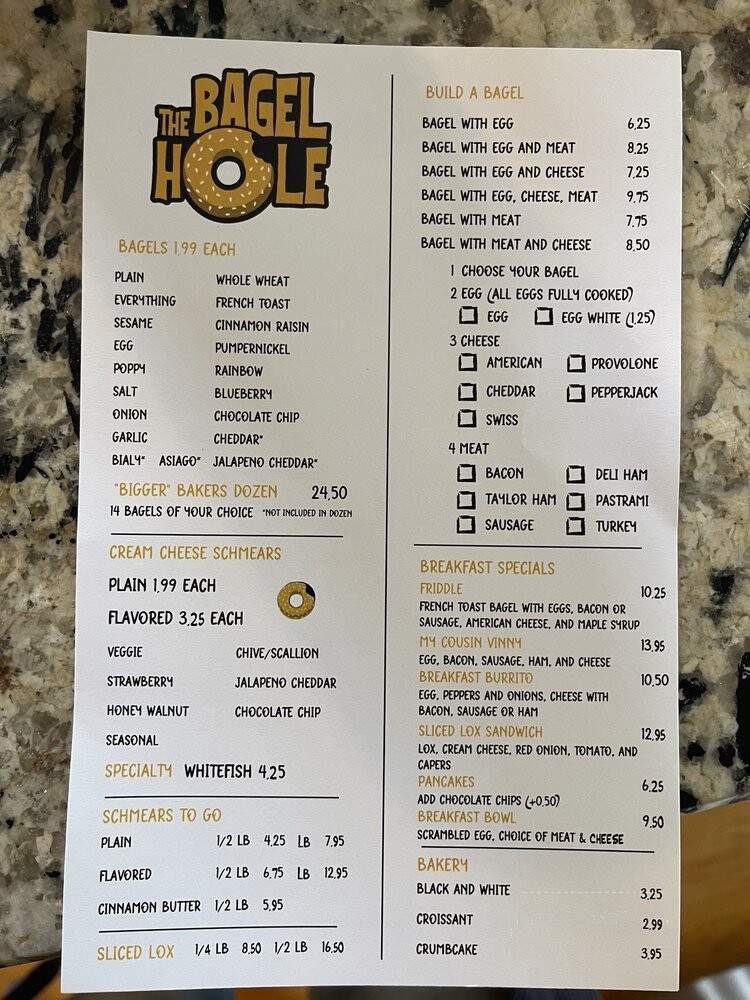 THE BAGEL
HOLE
BAGELS 1.99 EACH
PLAIN WHOLE WHEAT
EVERYTHING FRENCH TOAST
SESAME CINNAMON RAISIN
EGG PUMPERNICKEL
POPPY RAINBOW
SALT BLUEBERRY
ONION CHOCOLATE CHIP
GARLIC CHEDDAR*
BIALY* ASIAGO* JALAPENO CHEDDAR*
"BIGGER" BAKERS DOZEN 24.50
14 BAGELS OF YOUR CHOICE *NOT INCLUDED IN DOZEN
CREAM CHEESE SCHMEARS
PLAIN 1.99 EACH
FLAVORED 3.25 EACH
VEGGIE CHIVE/SCALLION
STRAWBERRY JALAPENO CHEDDAR
HONEY WALNUT CHOCOLATE CHIP
SEASONAL
SPECIALTY WHITEFISH 4.25
SCHMEARS TO GO
PLAIN 1/2 LB 4.25 LB 7.95
FLAVORED 1/2 LB 6.75 LB 12.95
CINNAMON BUTTER 1/2 LB 5.95
SLICED LOX 1/4 LB 8.50 1/2 LB 16.50
BUILD A BAGEL
BAGEL WITH EGG 6.25
BAGEL WITH EGG AND MEAT 8.25
BAGEL WITH EGG AND CHEESE 7.25
BAGEL WITH EGG, CHEESE, MEAT 9.75
BAGEL WITH MEAT 7.75
BAGEL WITH MEAT AND CHEESE 8.50
1 CHOOSE YOUR BAGEL
2 EGG (ALL EGGS FULLY COOKED)
EGG EGG WHITE (1.25)
3 CHEESE
AMERICAN PROVOLONE
CHEDDAR PEPPERJACK
SWISS
4 MEAT
BACON DELI HAM
TAYLOR HAM PASTRAMI
SAUSAGE TURKEY
BREAKFAST SPECIALS
FRIDDLE 10.25
FRENCH TOAST BAGEL WITH EGGS, BACON OR
SAUSAGE, AMERICAN CHEESE, AND MAPLE SYRUP
MY COUSIN VINNY 13.95
EGG, BACON, SAUSAGE, HAM, AND CHEESE
BREAKFAST BURRITO 10.50
EGG, PEPPERS AND ONIONS, CHEESE WITH
BACON, SAUSAGE OR HAM
SLICED LOX SANDWICH 12.95
LOX, CREAM CHEESE, RED ONION, TOMATO, AND
CAPERS
PANCAKES 6.25
ADD CHOCOLATE CHIPS (+0.50)
BREAKFAST BOWL 9.50
SCRAMBLED EGG, CHOICE OF MEAT & CHEESE
BAKERY
BLACK AND WHITE 3.25
CROISSANT 2.99
CRUMBCAKE 3.95